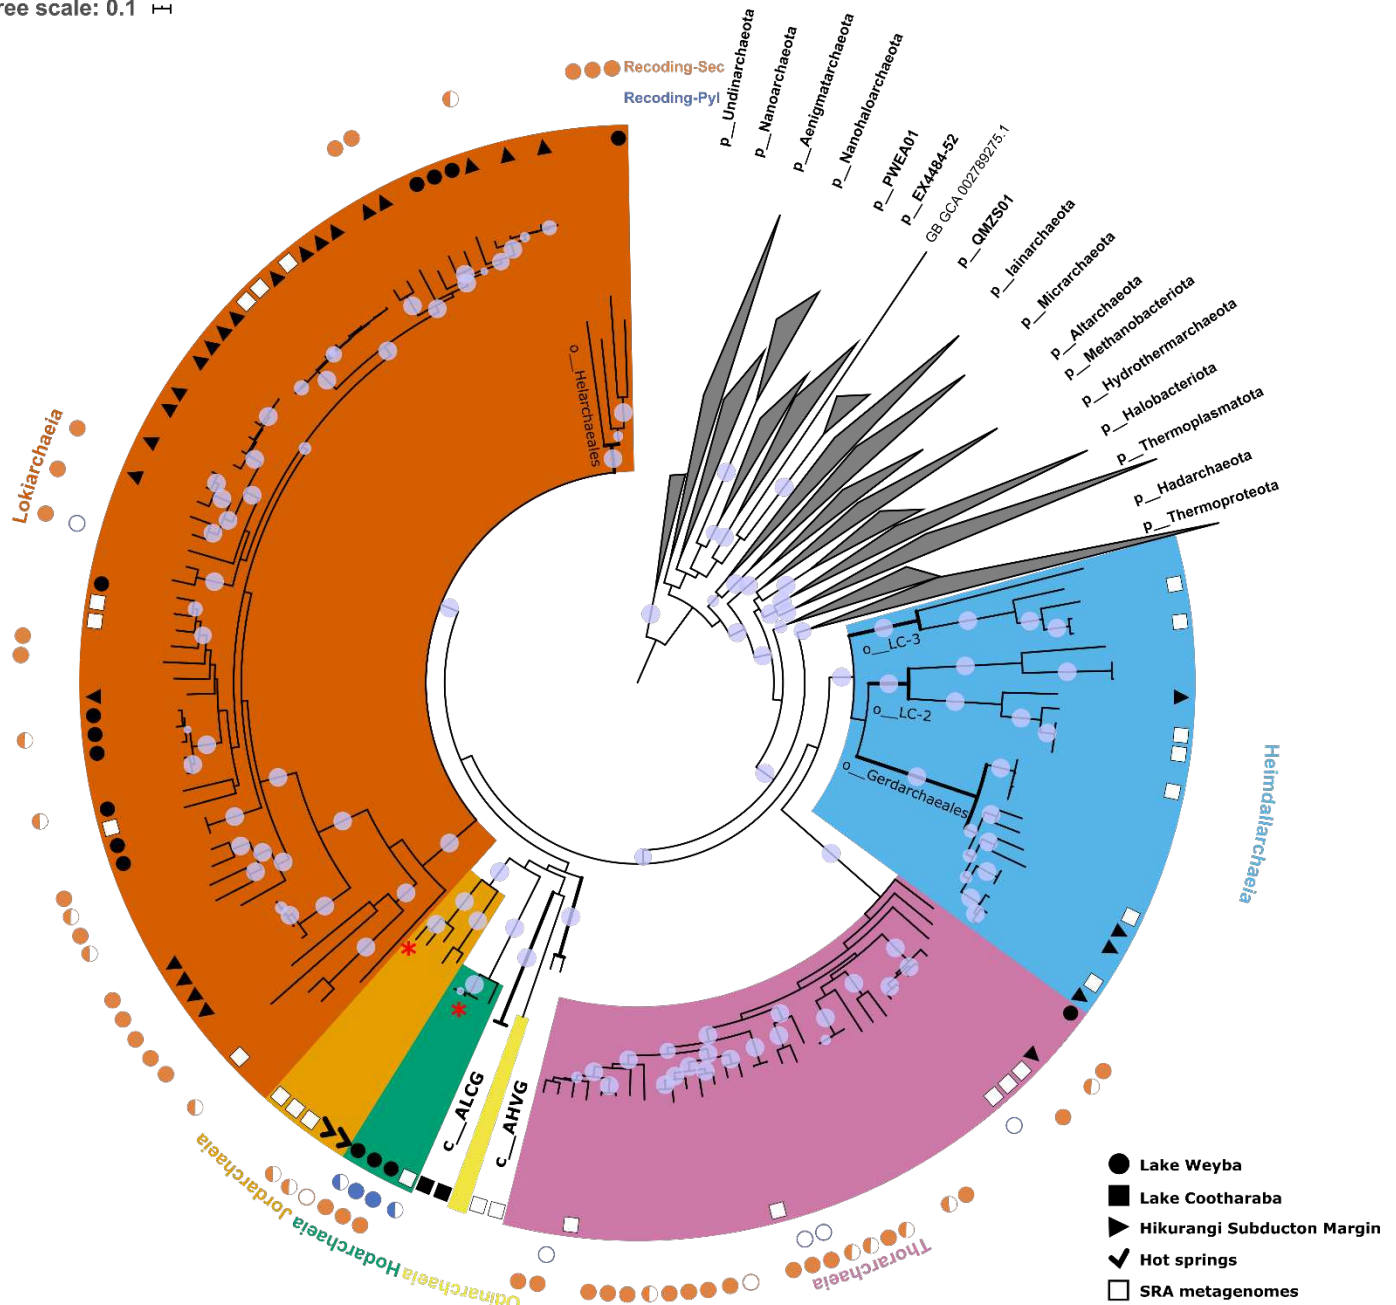 ree scale: 0.1
Recoding-Sec
Recoding-Pyl
p__Undinarchaeota
p__Nanoarchaeota
p__Aenigmatarchaeota
p__Nanohaloarchaeota
p__PWEA01
p__EX4484-52
GB GCA 002789275.1
p__QMZS01
p__Iainarchaeota
p__Micrarchaeota
p__Altarchaeota
p__Methanobacteriota
p__Hydrothermarchaeota
p__Halobacteriota
p__Thermoplasmatota
p__Hadarchaeota
p__Thermoproteota
o__Helarchaeales
Lokiarchaeia
o__LC-3
o__LC-2
o__Gerdarchaeales
Heimdallarchaeia
*
*
c__ALCG
c__AHVG
Jordarchaeia
Hodarchaeia
Odinarchaeia
Thorarchaeia
Lake Weyba
Lake Cootharaba
Hikurangi Subducton Margin
Hot springs
SRA metagenomes